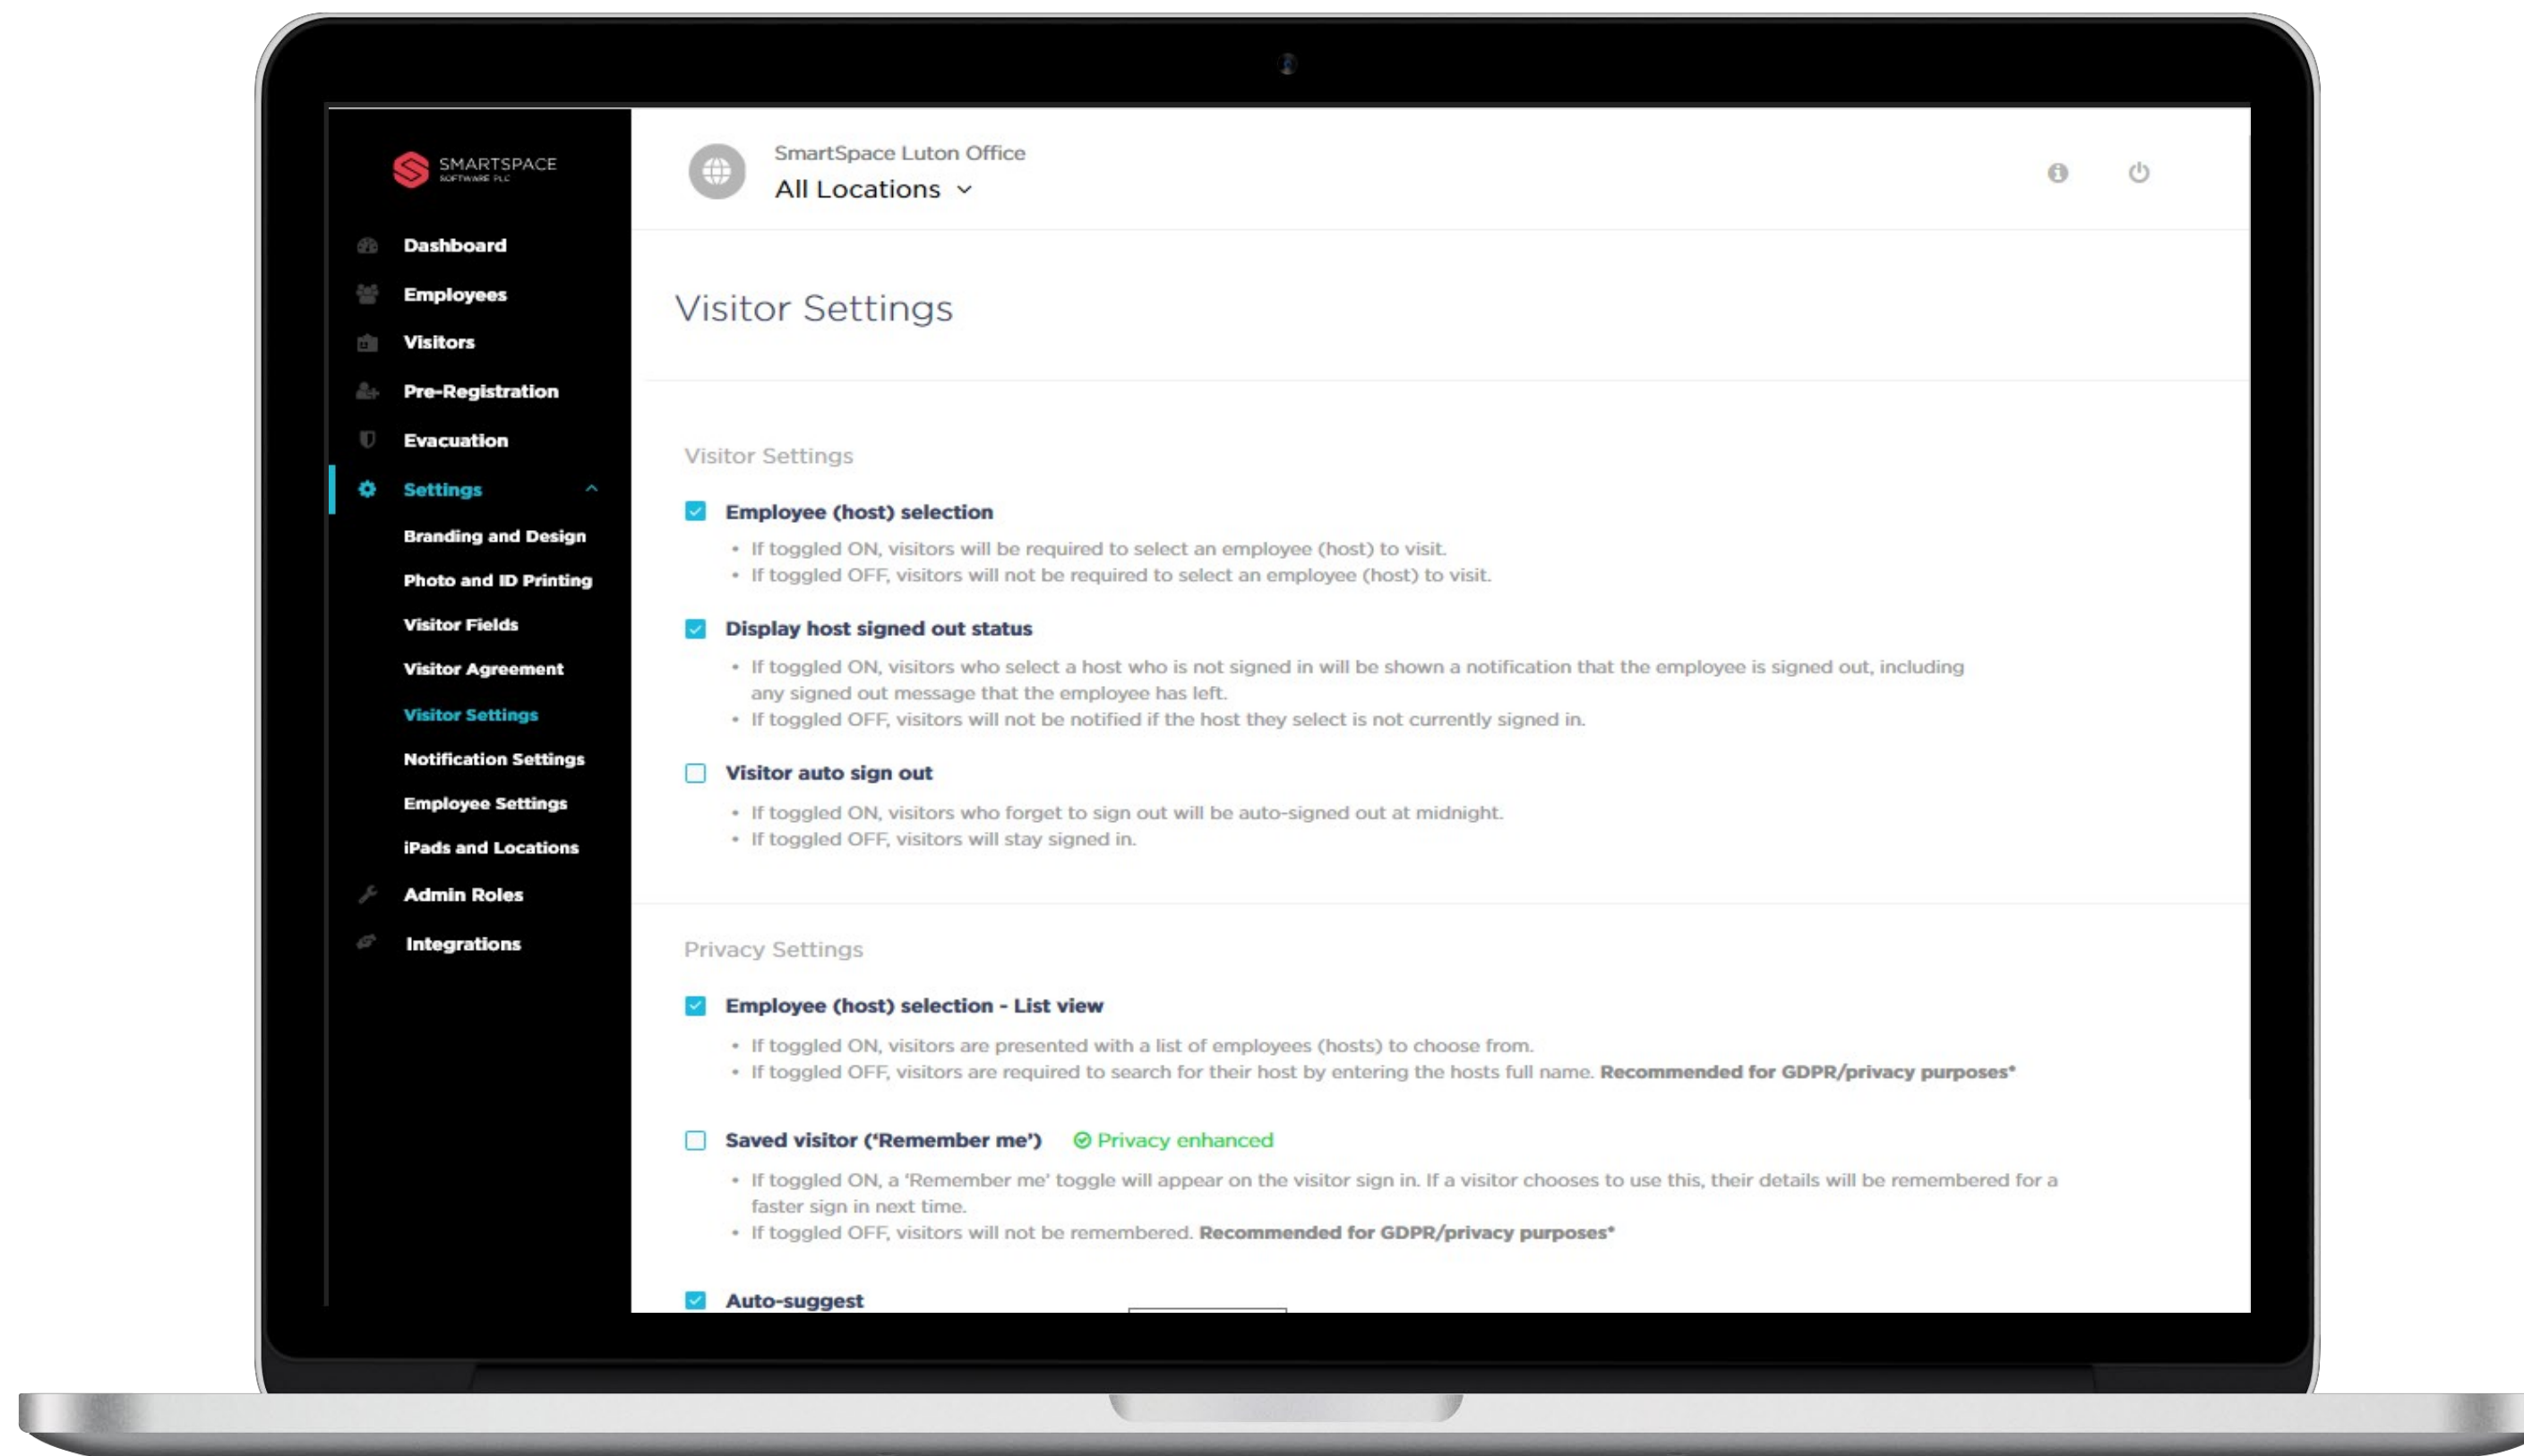 SMARTSPACE
SOFTWARE PLC
Dashboard
Employees
Visitors
Pre-Registration
Evacuation
Settings
Branding and Design
Photo and ID Printing
Visitor Fields
Visitor Agreement
Visitor Settings
Notification Settings
Employee Settings
iPads and Locations
Admin Roles
Integrations
SmartSpace Luton Office
All Locations
Visitor Settings
Visitor Settings
Employee (host) selection
• If toggled ON, visitors will be required to select an employee (host) to visit.
• If toggled OFF, visitors will not be required to select an employee (host) to visit.
Display host signed out status
• If toggled ON, visitors who select a host who is not signed in will be shown a notification that the employee is signed out, including
any signed out message that the employee has left.
• If toggled OFF, visitors will not be notified if the host they select is not currently signed in.
Visitor auto sign out
• If toggled ON, visitors who forget to sign out will be auto-signed out at midnight.
• If toggled OFF, visitors will stay signed in.
Privacy Settings
Employee (host) selection - List view
• If toggled ON, visitors are presented with a list of employees (hosts) to choose from.
• If toggled OFF, visitors are required to search for their host by entering the hosts full name. Recommended for GDPR/privacy purposes*
Saved visitor (‘Remember me’) Privacy enhanced
• If toggled ON, a ‘Remember me’ toggle will appear on the visitor sign in. If a visitor chooses to use this, their details will be remembered for a
faster sign in next time.
• If toggled OFF, visitors will not be remembered. Recommended for GDPR/privacy purposes*
Auto-suggest